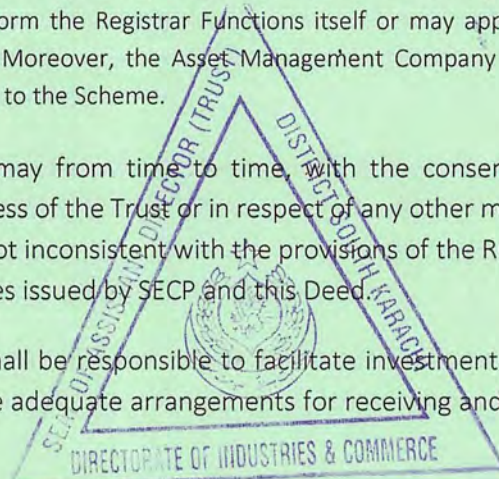 orm the Registrar Functions itself or may app
Moreover, the Asset Management Company
to the Scheme.
may from time to time, with the consen
ess of the Trust or in respect of any other m
ot inconsistent with the provisions of the R
es issued by SECP and this Deed.
all be responsible to facilitate investment
e adequate arrangements for receiving and
ASSISTANT DIRECTOR (TRUST)
DISTRICT SOUTH KARACHI
DIRECTORATE OF INDUSTRIES & COMMERCE